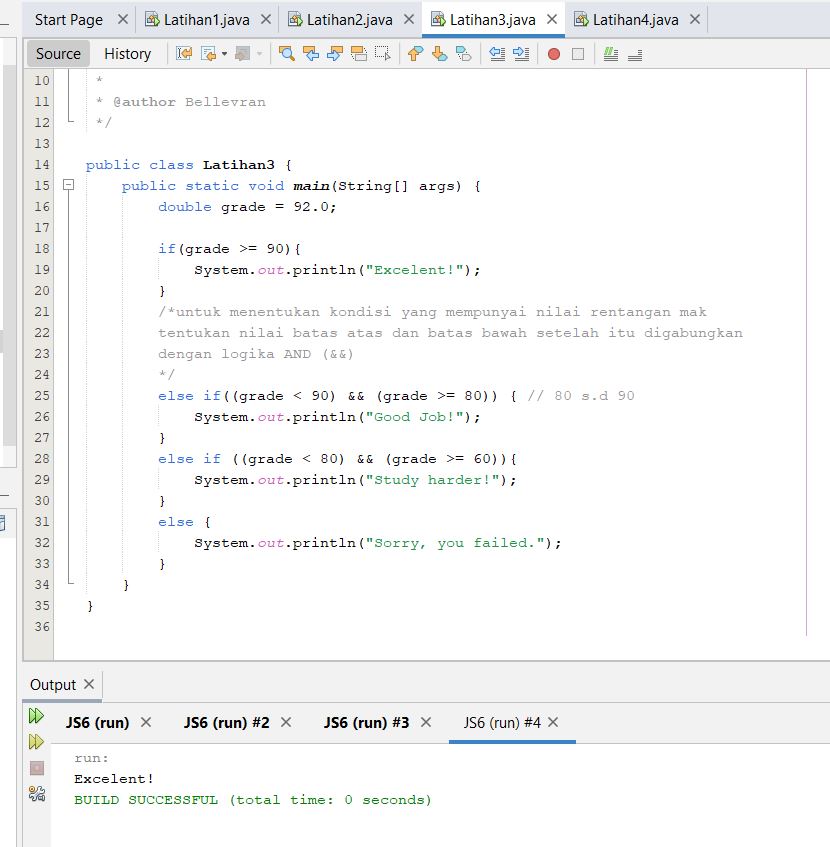 Start Page Latihan1.java Latihan2.java Latihan3.java Latihan4.java
Source History
10 *
11 * @author Bellevran
12 */
13
14 public class Latihan3 {
15 public static void main(String[] args) {
16 double grade = 92.0;
17
18 if(grade >= 90){
19 System.out.println("Excelent!");
20 }
21 /*untuk menentukan kondisi yang mempunyai nilai rentangan mak
22 tentukan nilai batas atas dan batas bawah setelah itu digabungkan
23 dengan logika AND (&&)
24 */
25 else if((grade < 90) && (grade >= 80)) { // 80 s.d 90
26 System.out.println("Good Job!");
27 }
28 else if ((grade < 80) && (grade >= 60)){
29 System.out.println("Study harder!");
30 }
31 else {
32 System.out.println("Sorry, you failed.");
33 }
34 }
35 }
36
Output
JS6 (run) JS6 (run) #2 JS6 (run) #3 JS6 (run) #4
run:
Excelent!
BUILD SUCCESSFUL (total time: 0 seconds)